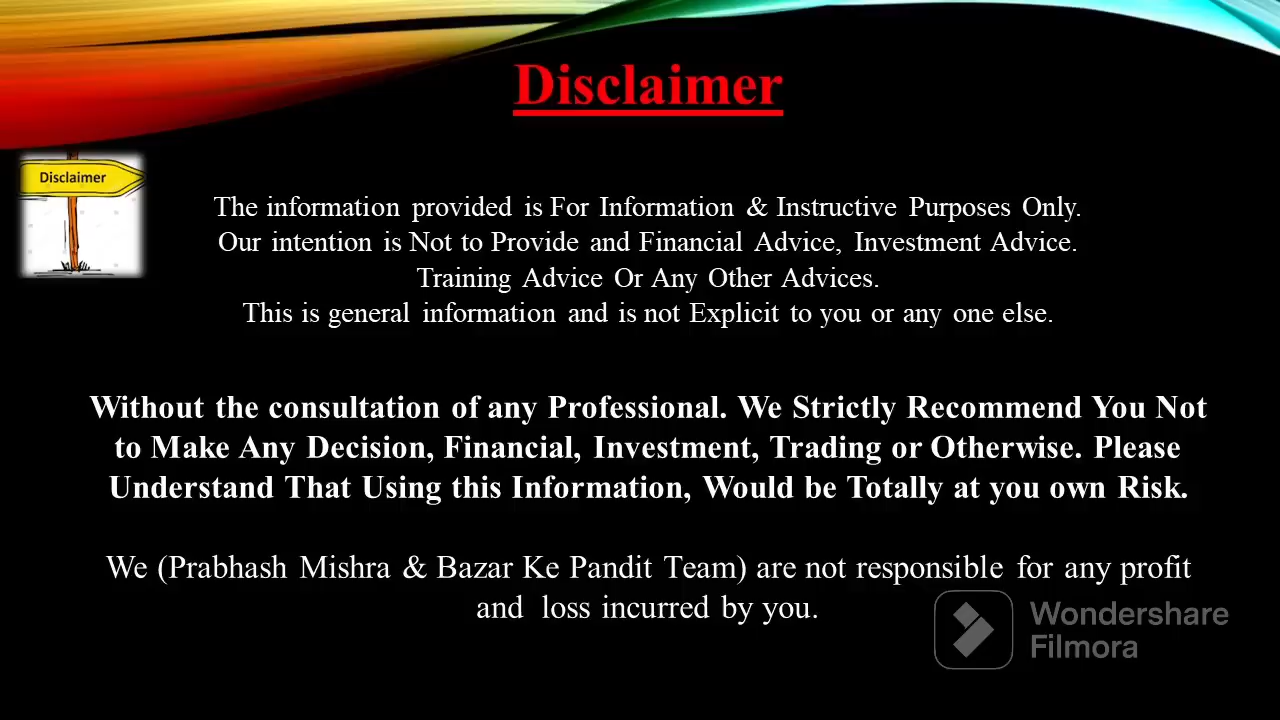 Disclaimer
Disclaimer
The information provided is For Information & Instructive Purposes Only.
Our intention is Not to Provide and Financial Advice, Investment Advice.
Training Advice Or Any Other Advices.
This is general information and is not Explicit to you or any one else.
Without the consultation of any Professional. We Strictly Recommend You Not
to Make Any Decision, Financial, Investment, Trading or Otherwise. Please
Understand That Using this Information, Would be Totally at you own Risk.
We (Prabhash Mishra & Bazar Ke Pandit Team) are not responsible for any profit
and loss incurred by you.
Wondershare
Filmora